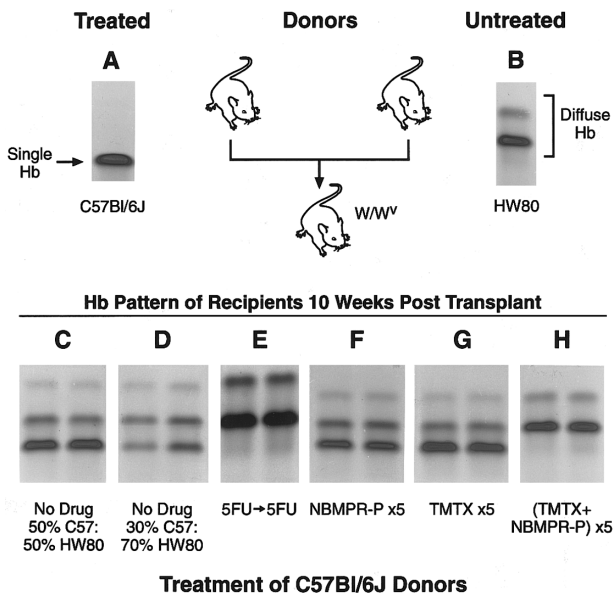 Treated
Donors
Untreated
A
B
Single
Hb
Diffuse
Hb
C57Bl/6J
W/Wv
HW80
Hb Pattern of Recipients 10 Weeks Post Transplant
C D E F G H
No Drug
50% C57:
50% HW80
No Drug
30% C57:
70% HW80
5FU→5FU
NBMPR-P x5
TMTX x5
(TMTX+
NBMPR-P) x5
Treatment of C57Bl/6J Donors